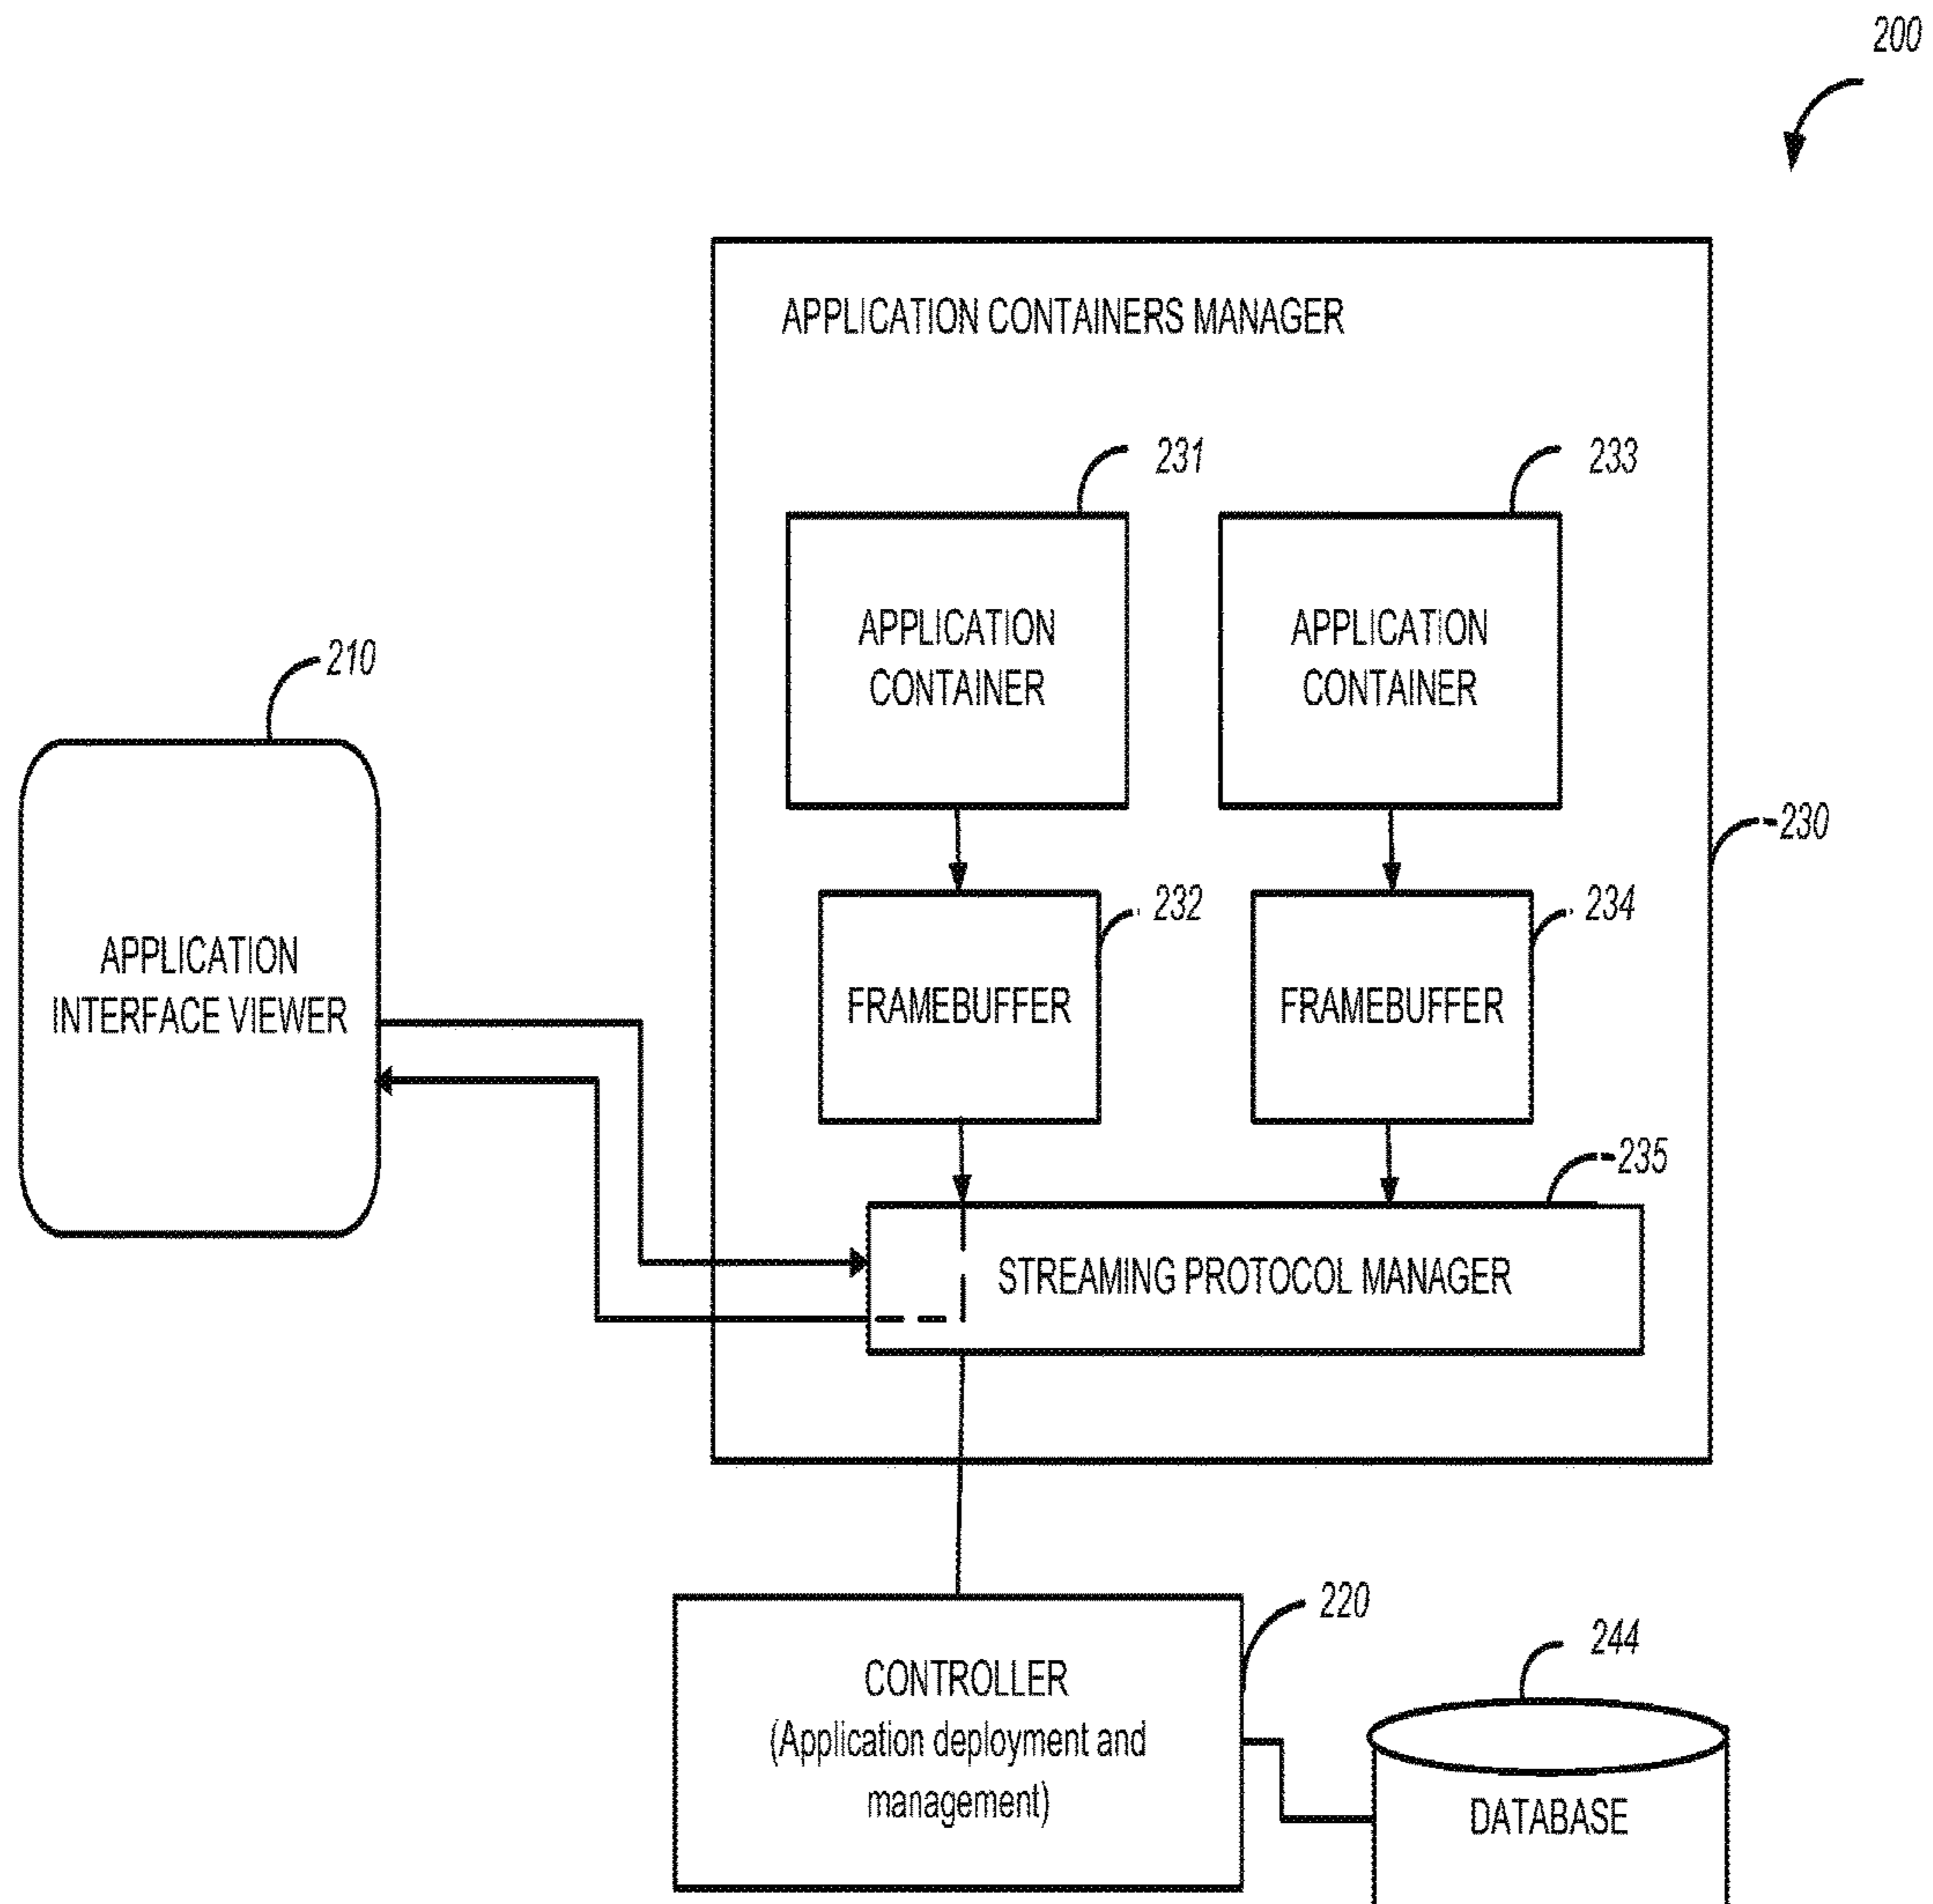 200
APPLICATION CONTAINERS MANAGER
231
233
APPLICATION
CONTAINER
APPLICATION
CONTAINER
210
230
232
234
APPLICATION
INTERFACE VIEWER
FRAMEBUFFER
FRAMEBUFFER
235
STREAMING PROTOCOL MANAGER
220
244
CONTROLLER
(Application deployment and
management)
DATABASE